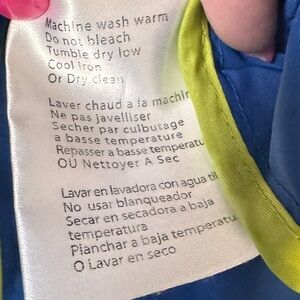 Machine wash warm
Do not bleach
Tumble dry low
Cool iron
Or Dry clean
Laver chaud a la machin
Ne pas javelliser
Secher par culbutage
a basse temperature
Repasser a basse temperatu
OU Nettoyer A Sec
Lavar en lavadora con agua ti
No usar blanqueador
Secar en secadora a baja
temperatura
Planchar a baja temperatu
O Lavar en seco